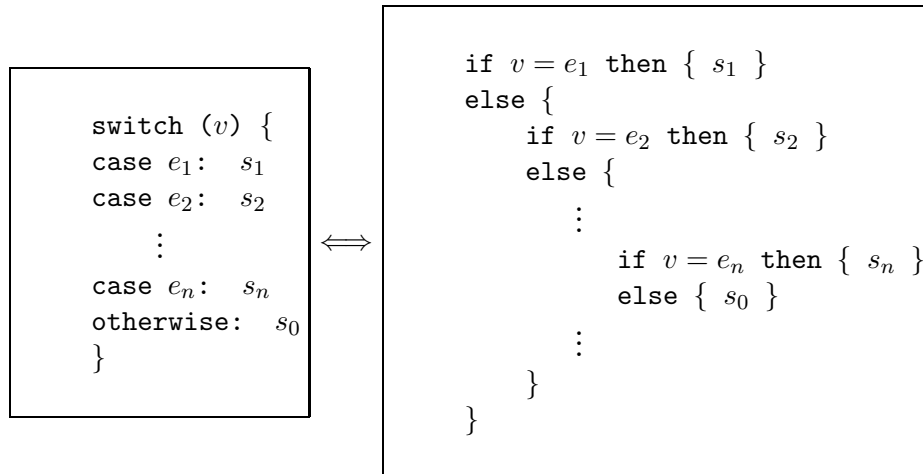 switch (v) {
case e₁: s₁
case e₂: s₂
⋮
case eₙ: sₙ
otherwise: s₀
}
⟺
if v = e₁ then { s₁ }
else {
if v = e₂ then { s₂ }
else {
⋮
if v = eₙ then { sₙ }
else { s₀ }
⋮
}
}